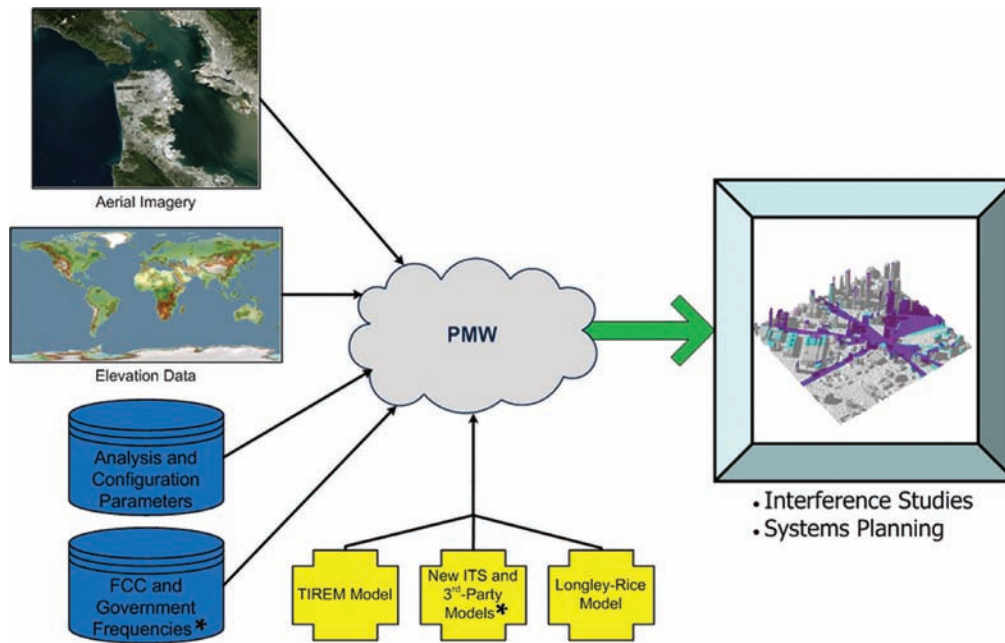 Aerial Imagery
Elevation Data
Analysis and
Configuration
Parameters
FCC and
Government
Frequencies*
PMW
TIREM Model
New ITS and
3rd-Party
Models*
Longley-Rice
Model
• Interference Studies
• Systems Planning